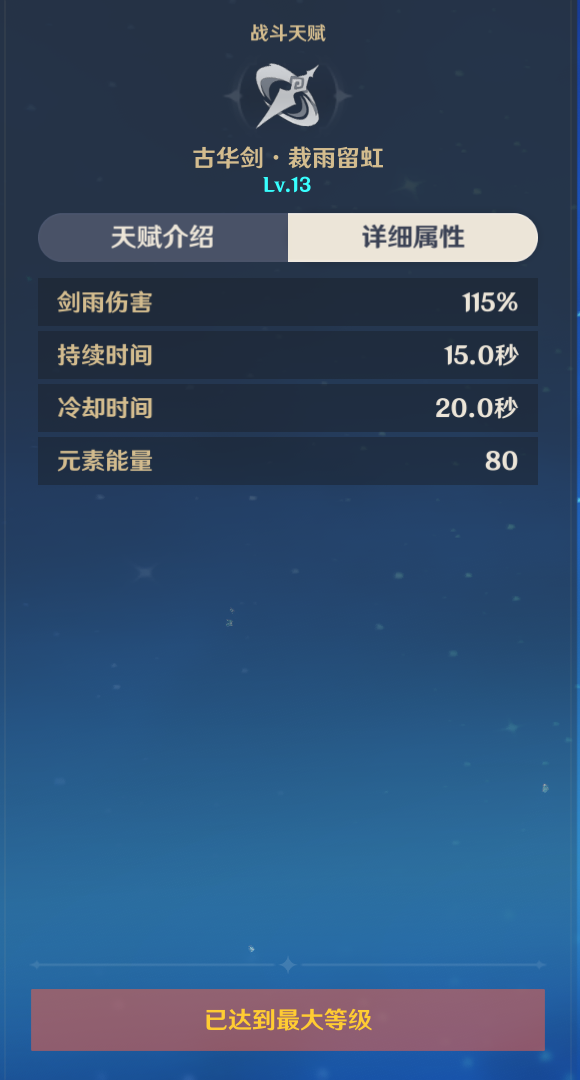 战斗天赋
古华剑·裁雨留虹
Lv.13
天赋介绍 详细属性
剑雨伤害 115%
持续时间 15.0秒
冷却时间 20.0秒
元素能量 80
已达到最大等级